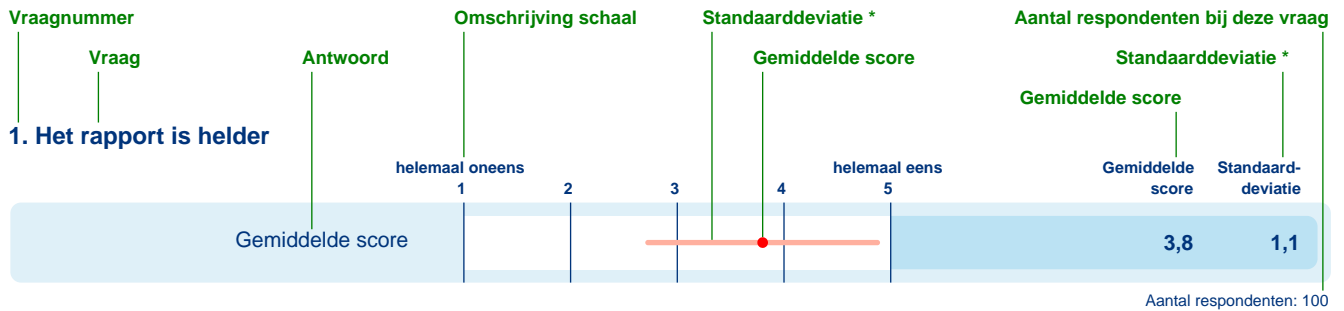 Vraagnummer
Omschrijving schaal
Standaarddeviatie *
Aantal respondenten bij deze vraag
Vraag
Antwoord
Gemiddelde score
Standaarddeviatie *
Gemiddelde score
1. Het rapport is helder
helemaal oneens
helemaal eens
Gemiddelde score
Standaard-deviatie
1
2
3
4
5
Gemiddelde score
3,8
1,1
Aantal respondenten: 100